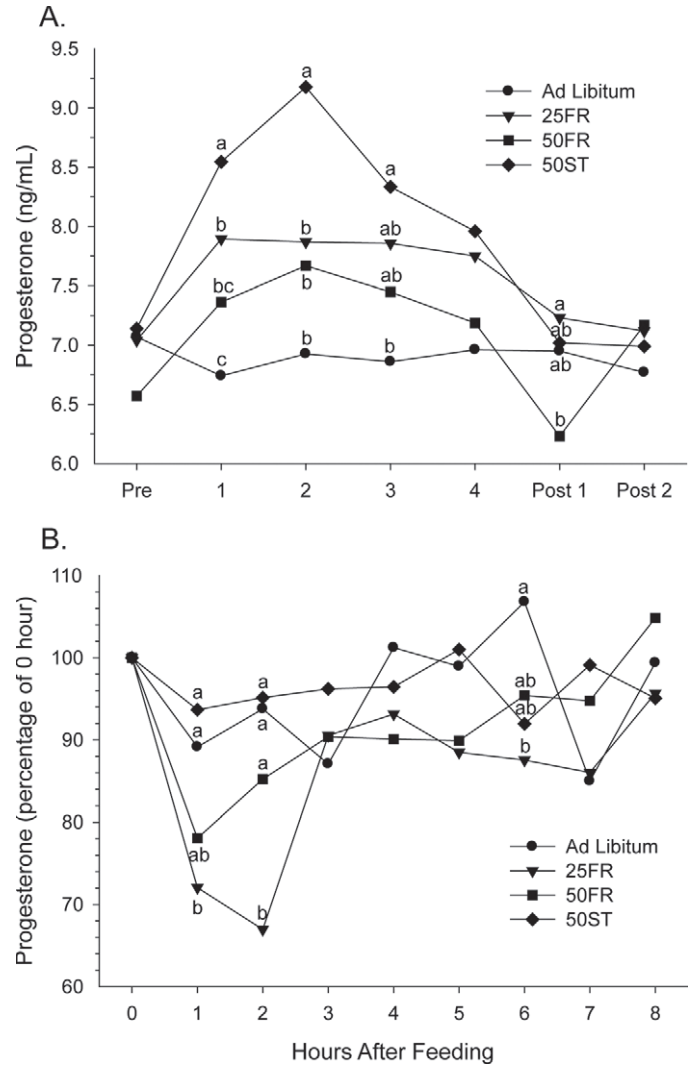 A.
Progesterone (ng/mL)
9.5
9.0
8.5
8.0
7.5
7.0
6.5
6.0
Ad Libitum
25FR
50FR
50ST
a
a
a
b
b
ab
bc
b
ab
c
b
b
a
ab
ab
b
Pre 1 2 3 4 Post 1 Post 2
B.
Progesterone (percentage of 0 hour)
110
100
90
80
70
60
a
a
a
a
a
ab
b
b
a
ab
ab
b
Ad Libitum
25FR
50FR
50ST
0 1 2 3 4 5 6 7 8
Hours After Feeding